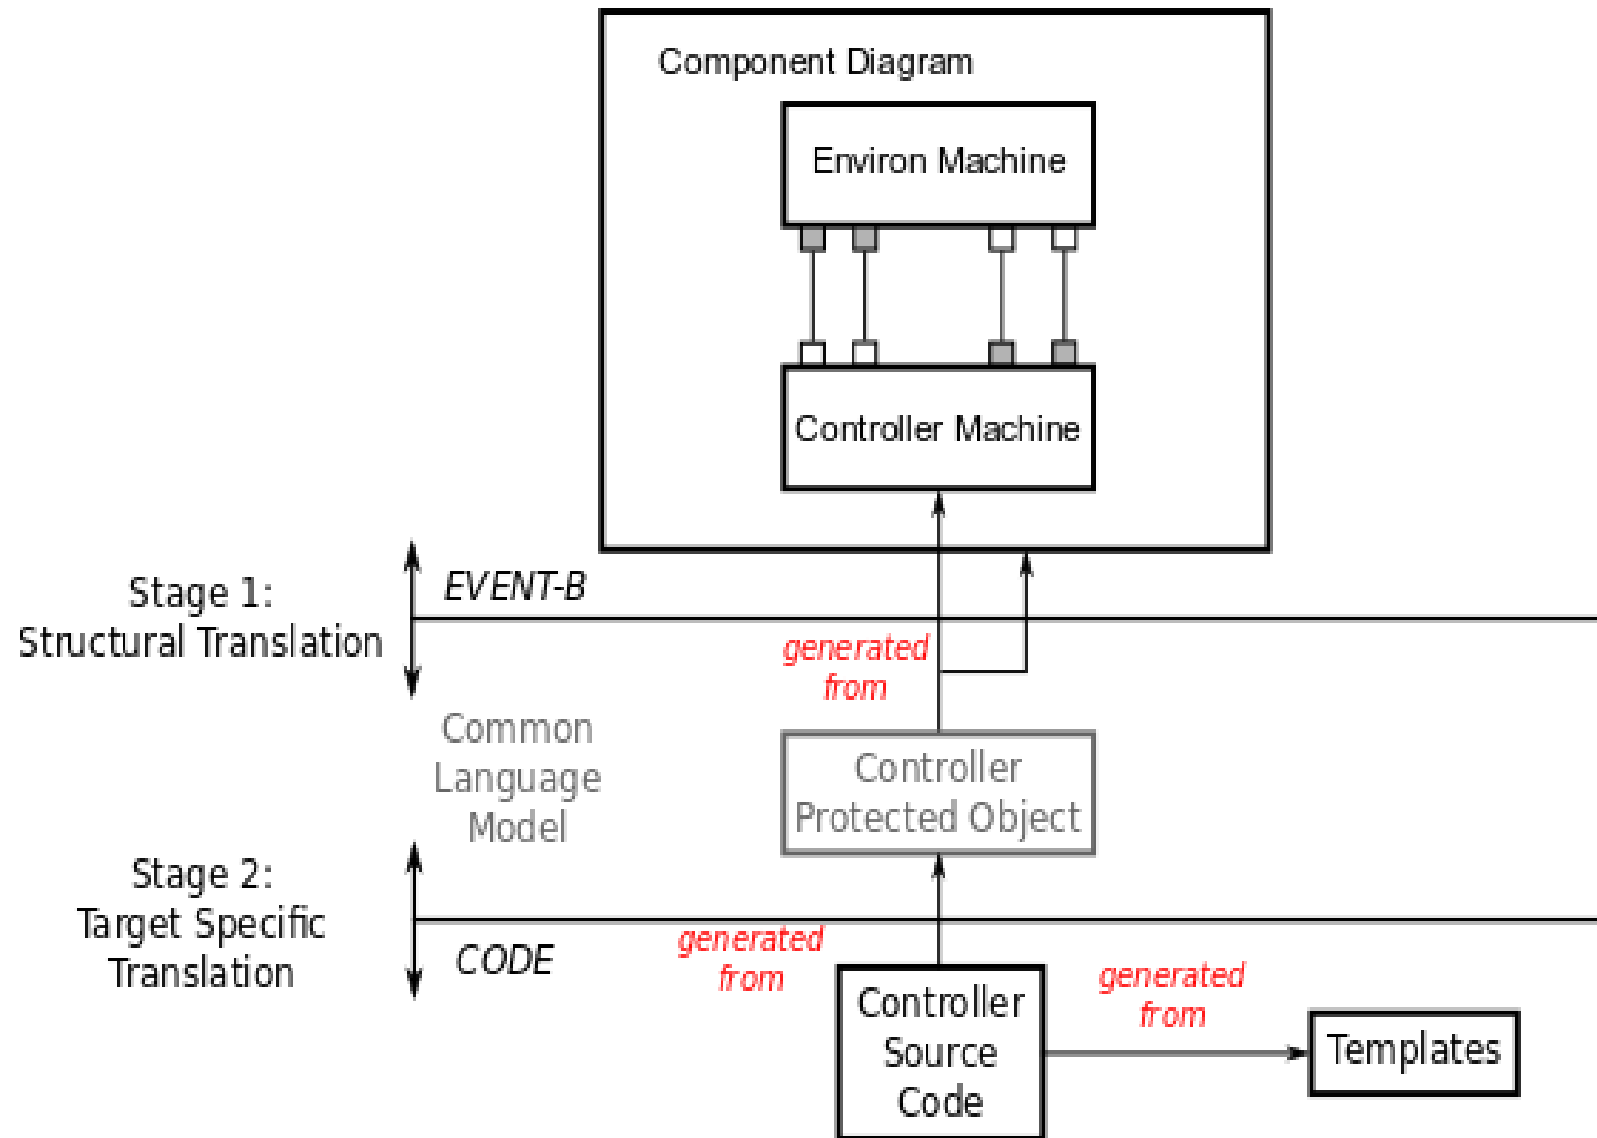 Component Diagram
Environ Machine
Controller Machine
Stage 1:
Structural Translation
EVENT-B
generated
from
Common
Language
Model
Controller
Protected Object
Stage 2:
Target Specific
Translation
CODE
generated
from
Controller
Source
Code
generated
from
Templates